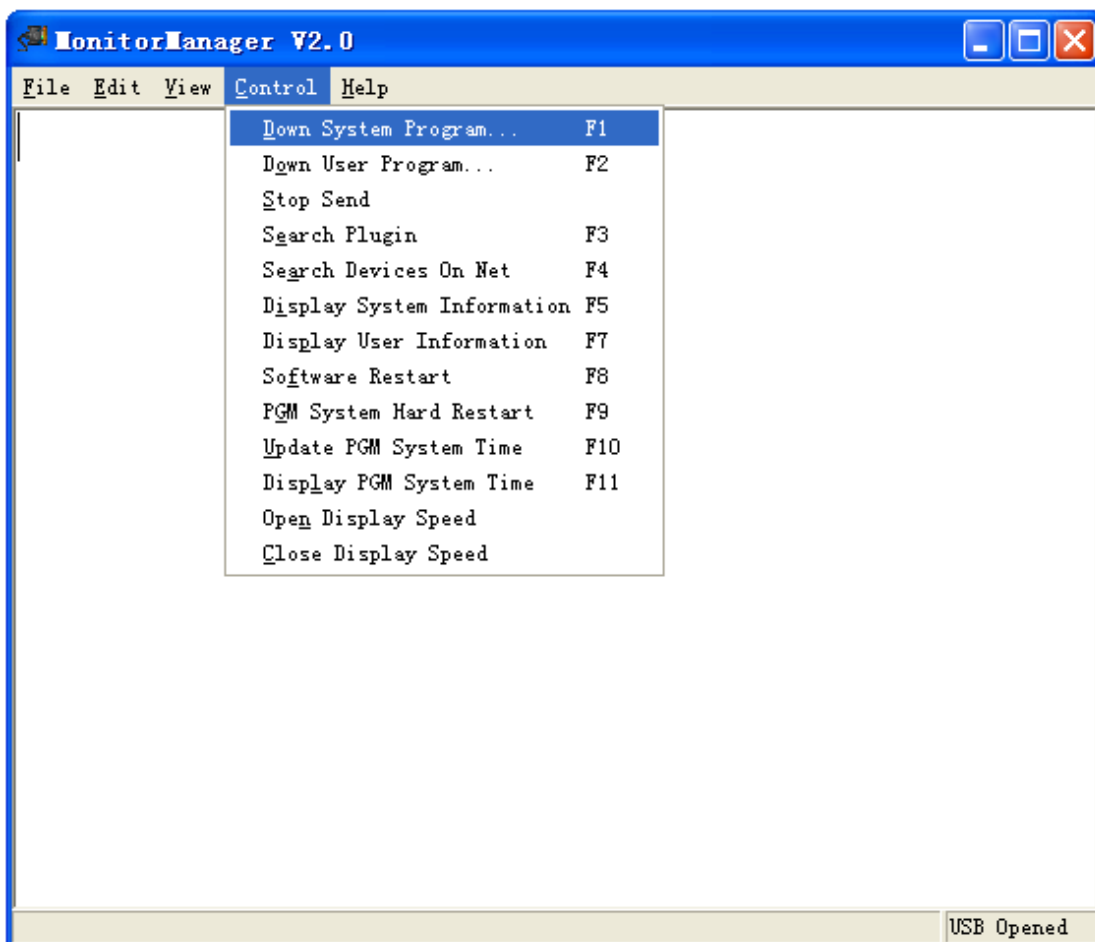 MonitorManager V2.0
File Edit View Control Help
Down System Program... F1
Down User Program... F2
Stop Send
Search Plugin F3
Search Devices On Net F4
Display System Information F5
Display User Information F7
Software Restart F8
PGM System Hard Restart F9
Update PGM System Time F10
Display PGM System Time F11
Open Display Speed
Close Display Speed
USB Opened